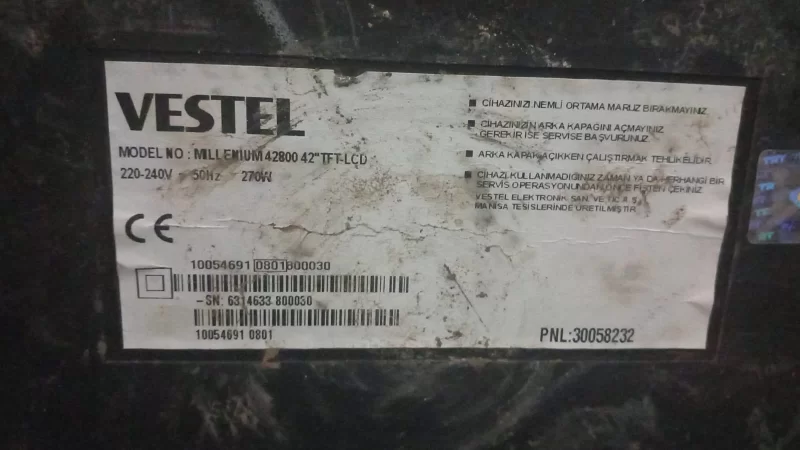 VESTEL
MODEL NO : MILLENIUM 42800 42" TFT-LCD
220-240V ~ 50Hz 270W
CE
10054691 0801 800030
-SN: 6314633 800030
10054691 0801
CİHAZINIZI NEMLİ ORTAMA MARUZ BIRAKMAYINIZ.
CİHAZINIZIN ARKA KAPAĞINI AÇMAYINIZ
GEREKİR İSE SERVİSE BAŞVURUNUZ.
ARKA KAPAK AÇIKKEN ÇALIŞTIRMAK TEHLİKELİDİR.
CİHAZI KULLANMADIĞINIZ ZAMAN YA DA HERHANGİ BİR
SERVİS OPERASYONUNDAN ÖNCE FİŞTEN ÇEKİNİZ.
VESTEL ELEKTRONİK SAN. VE TİC. A.Ş.
MANİSA TESİSLERİNDE ÜRETİLMİŞTİR.
PNL:30058232